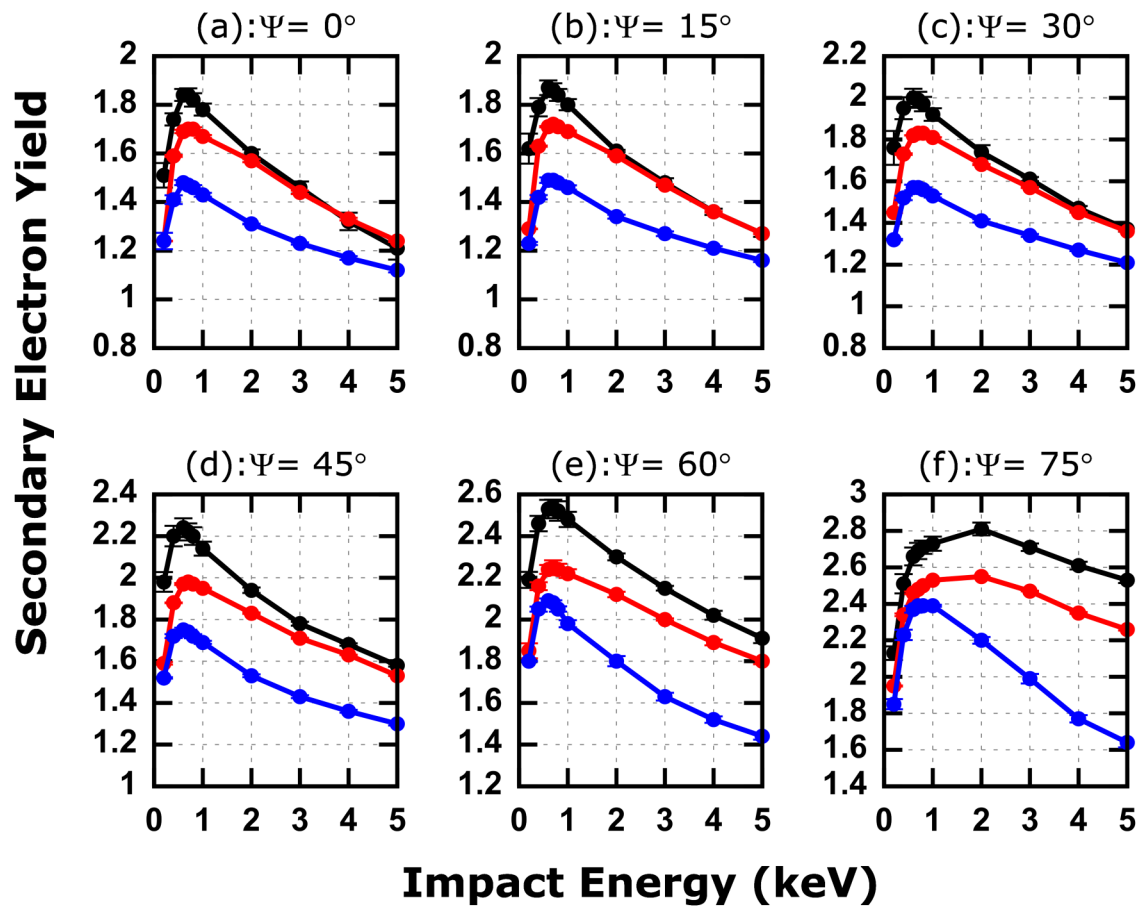 (a):Ψ= 0° (b):Ψ= 15° (c):Ψ= 30°
2 2 2.2
1.8 1.8 2
1.6 1.6 1.8
1.4 1.4 1.6
1.2 1.2 1.4
1 1 1.2
0.8 0.8 1
0.8
0 1 2 3 4 5 0 1 2 3 4 5 0 1 2 3 4 5
Secondary Electron Yield
(d):Ψ= 45° (e):Ψ= 60° (f):Ψ= 75°
2.4 2.6 3
2.2 2.4 2.8
2 2.2 2.6
1.8 2 2.4
1.6 1.8 2.2
1.4 1.6 2
1.2 1.4 1.8
1 1.2 1.6
1.4
0 1 2 3 4 5 0 1 2 3 4 5 0 1 2 3 4 5
Impact Energy (keV)